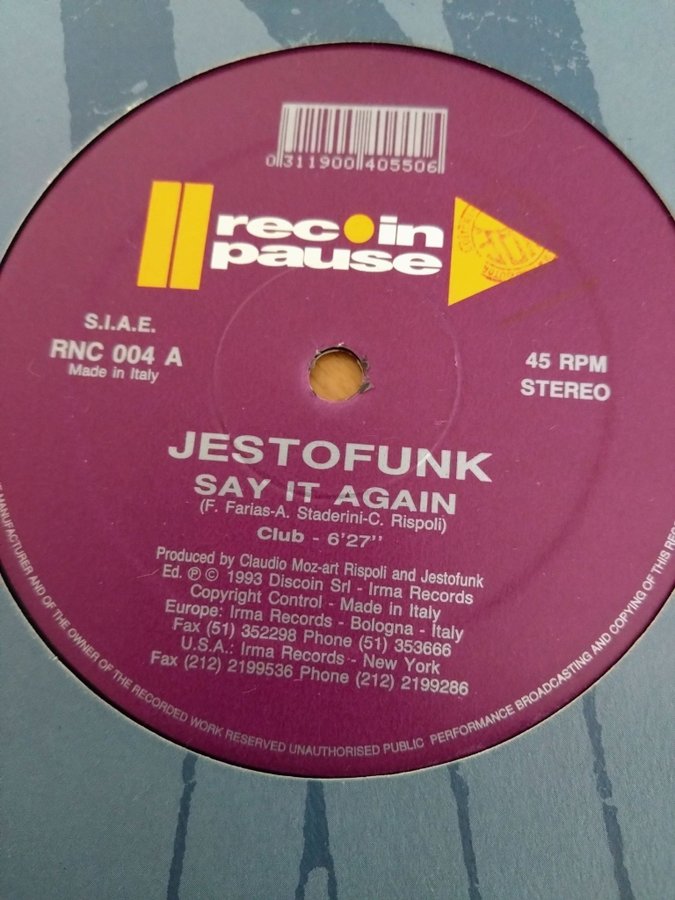 0 311900 405506
rec in
pause
S.I.A.E.
RNC 004 A
Made in Italy
45 RPM
STEREO
JESTOFUNK
SAY IT AGAIN
(F. Farias-A. Staderini-C. Rispoli)
Club - 6'27''
Produced by Claudio Moz-art Rispoli and Jestofunk
Ed. ℗ © 1993 Discoin Srl - Irma Records
Copyright Control - Made in Italy
Europe: Irma Records - Bologna - Italy
Fax (51) 352298 Phone (51) 353666
U.S.A.: Irma Records - New York
Fax (212) 2199536 Phone (212) 2199286
MANUFACTURER AND OF THE OWNER OF THE RECORDED WORK RESERVED UNAUTHORISED PUBLIC PERFORMANCE BROADCASTING AND COPYING OF THIS